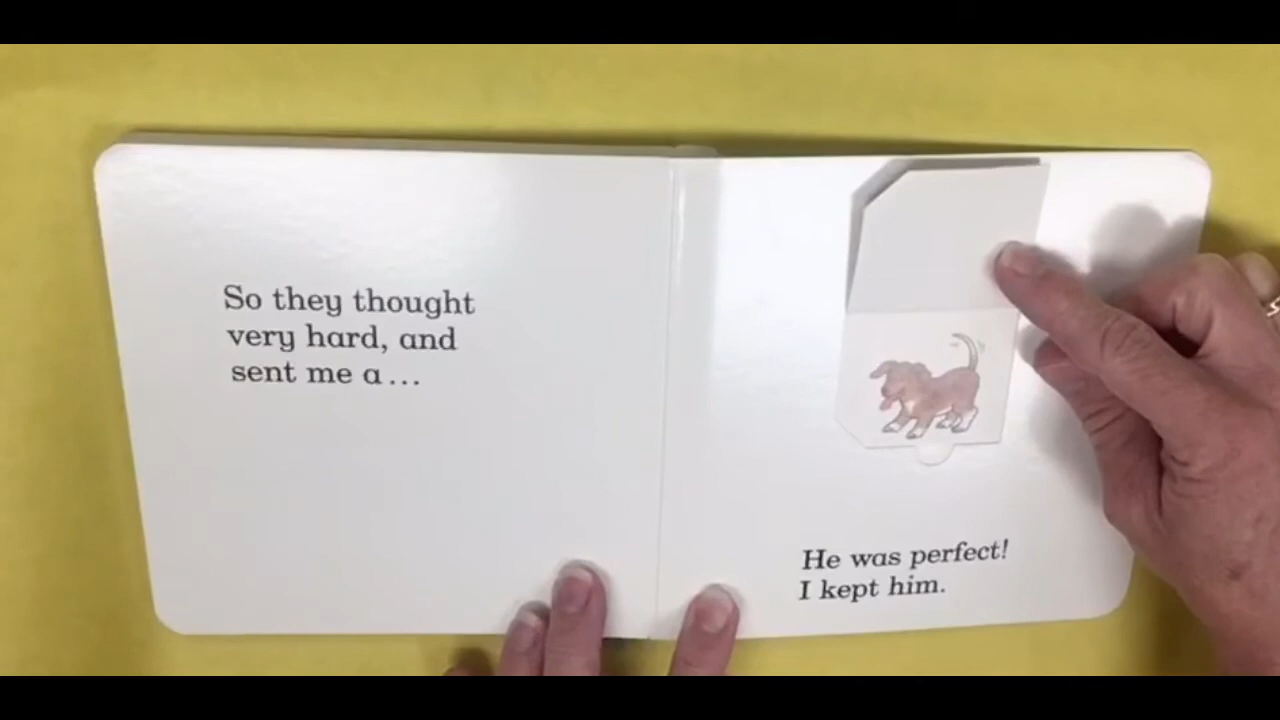 So they thought
very hard, and
sent me a...
He was perfect!
I kept him.